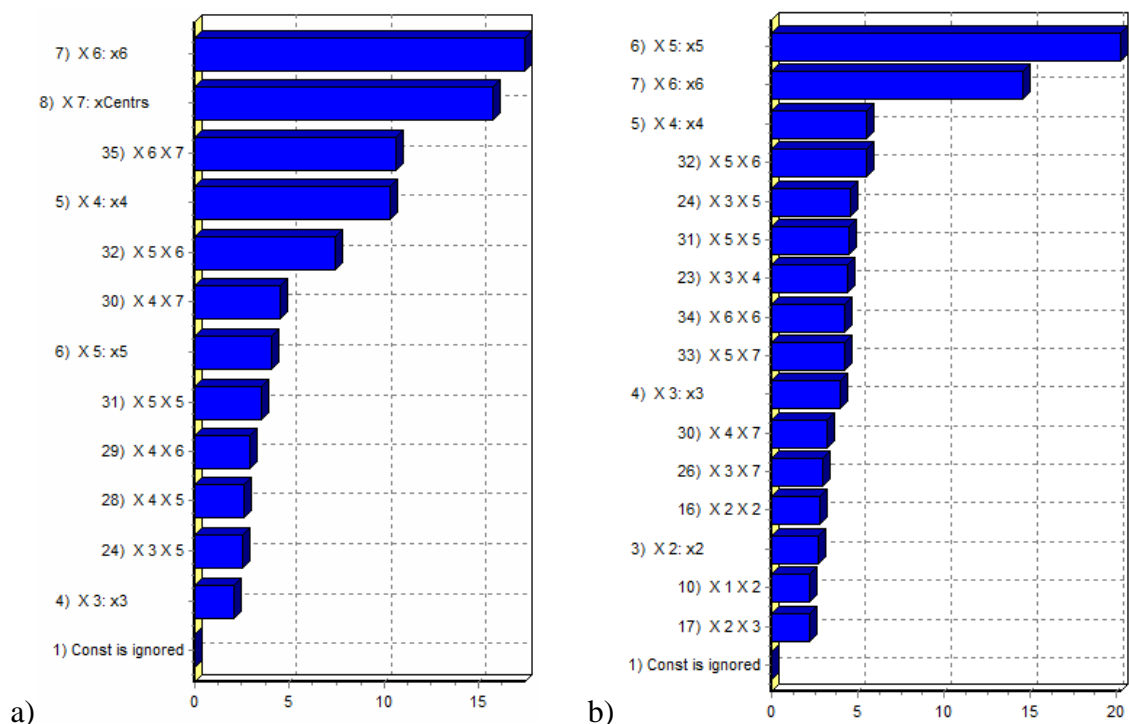 7) X 6: x6
8) X 7: xCentrs
35) X 6 X 7
5) X 4: x4
32) X 5 X 6
30) X 4 X 7
6) X 5: x5
31) X 5 X 5
29) X 4 X 6
28) X 4 X 5
24) X 3 X 5
4) X 3: x3
1) Const is ignored
0 5 10 15
a)
6) X 5: x5
7) X 6: x6
5) X 4: x4
32) X 5 X 6
24) X 3 X 5
31) X 5 X 5
23) X 3 X 4
34) X 6 X 6
33) X 5 X 7
4) X 3: x3
30) X 4 X 7
26) X 3 X 7
16) X 2 X 2
3) X 2: x2
10) X 1 X 2
17) X 2 X 3
1) Const is ignored
0 5 10 15 20
b)